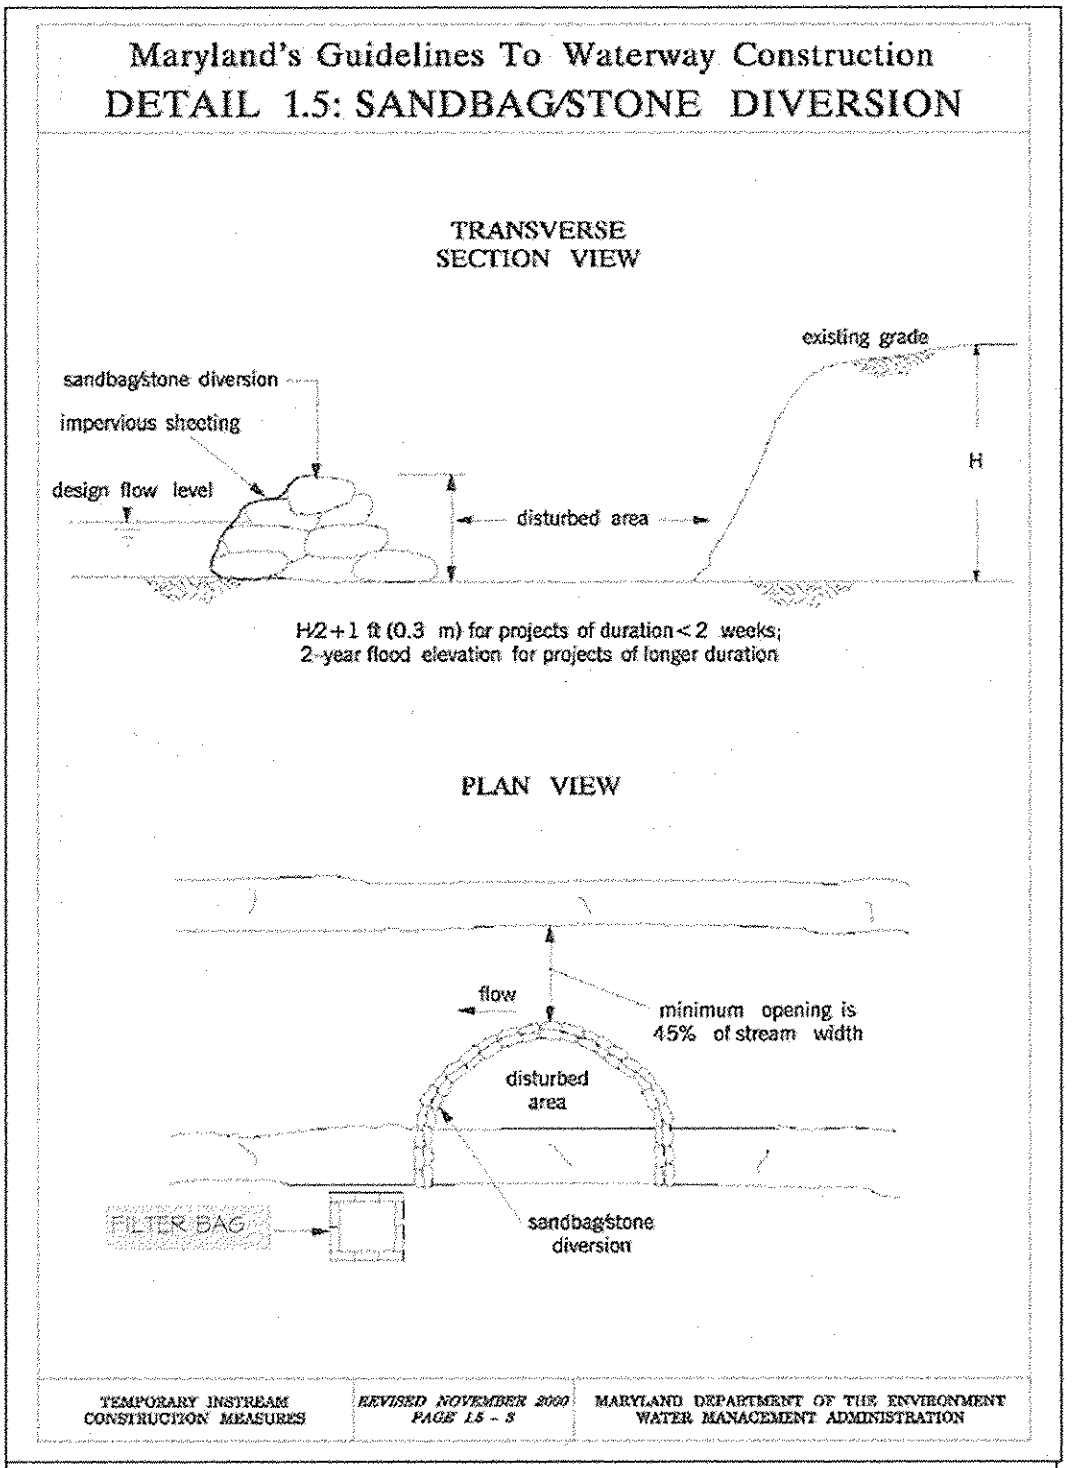 Maryland's Guidelines To Waterway Construction
DETAIL 1.5: SANDBAG/STONE DIVERSION
TRANSVERSE
SECTION VIEW
existing grade
sandbag/stone diversion
impervious sheeting
H
design flow level
disturbed area
H/2+1 ft (0.3 m) for projects of duration< 2 weeks;
2-year flood elevation for projects of longer duration
PLAN VIEW
flow
minimum opening is
45% of stream width
disturbed
area
FILTER BAG
sandbag/stone
diversion
TEMPORARY INSTREAM
CONSTRUCTION MEASURES
REVISED NOVEMBER 2000
PAGE 1.5 - 3
MARYLAND DEPARTMENT OF THE ENVIRONMENT
WATER MANAGEMENT ADMINISTRATION